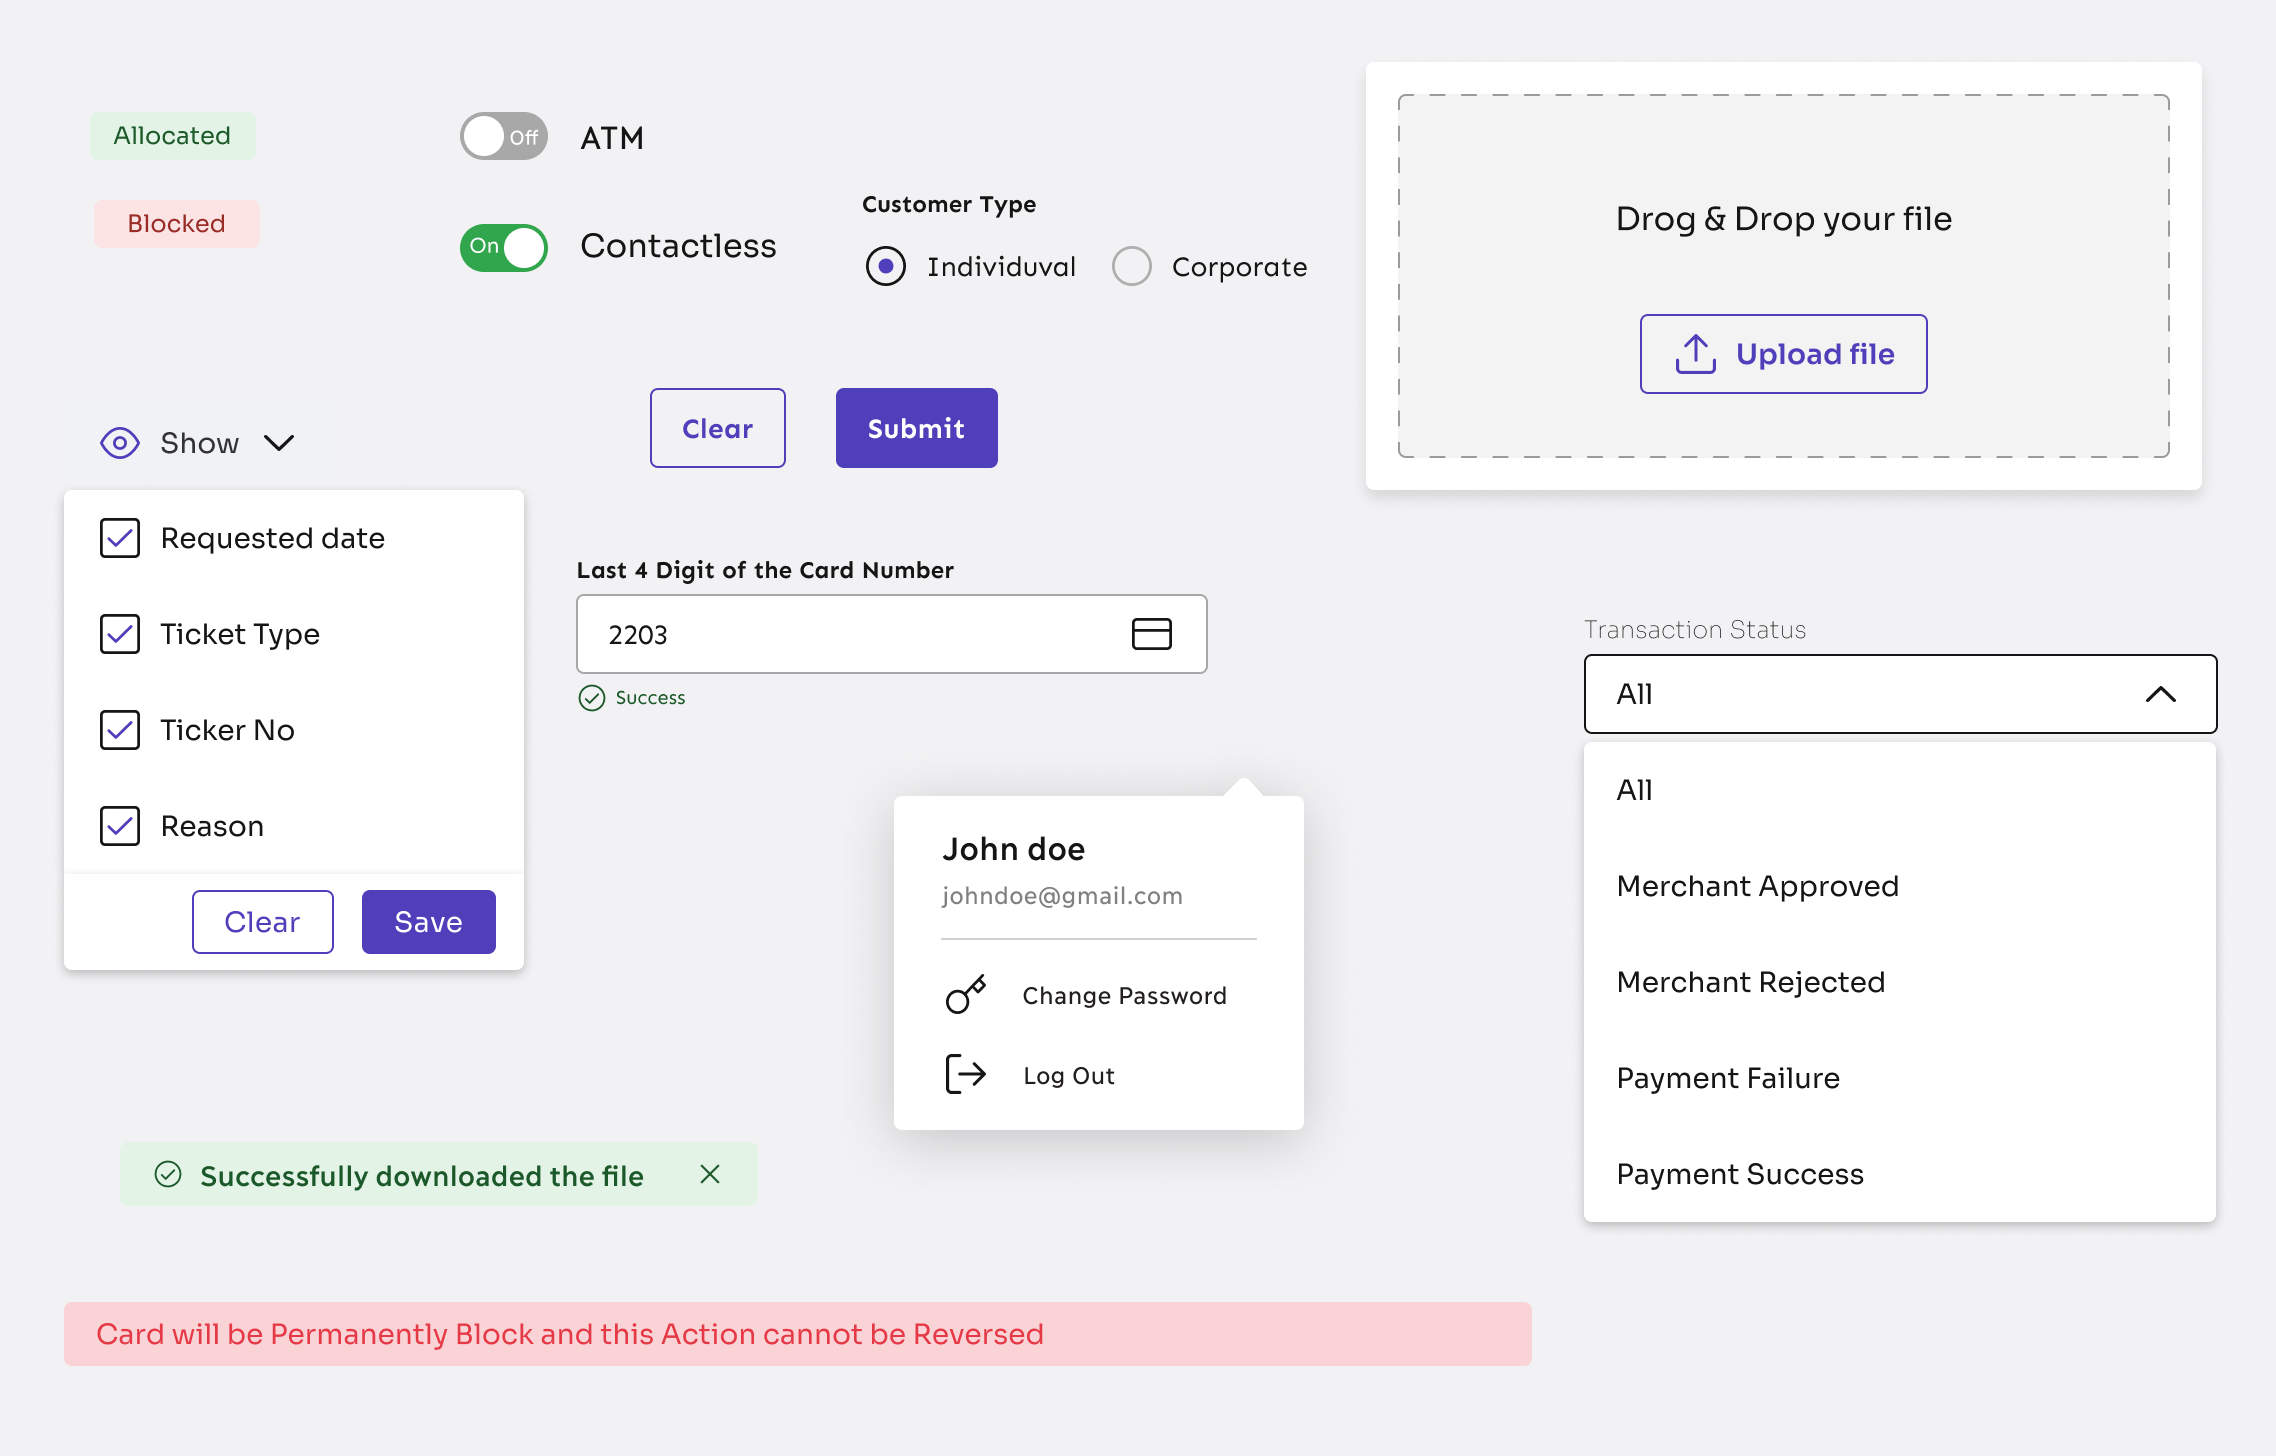 Allocated
Blocked
Off
ATM
On
Contactless
Customer Type
Individuval
Corporate
Drog & Drop your file
Upload file
Clear
Submit
Show
Requested date
Ticket Type
Ticker No
Reason
Clear
Save
Last 4 Digit of the Card Number
2203
Success
Transaction Status
All
All
Merchant Approved
Merchant Rejected
Payment Failure
Payment Success
John doe
johndoe@gmail.com
Change Password
Log Out
Successfully downloaded the file
Card will be Permanently Block and this Action cannot be Reversed